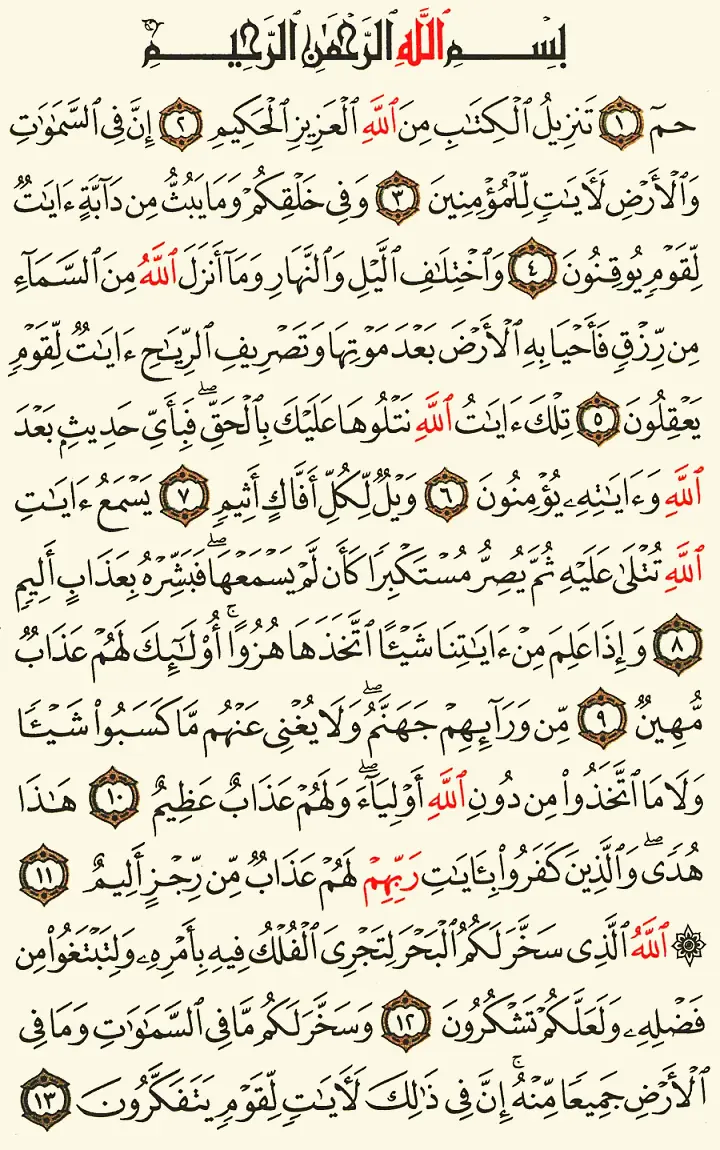 بِسْمِ ٱللَّهِ ٱلرَّحْمَٰنِ ٱلرَّحِيمِ
حمٓ ١ تَنزِيلُ ٱلْكِتَٰبِ مِنَ ٱللَّهِ ٱلْعَزِيزِ ٱلْحَكِيمِ ٢ إِنَّ فِى ٱلسَّمَٰوَٰتِ
وَٱلْأَرْضِ لَءَايَٰتٍ لِّلْمُؤْمِنِينَ ٣ وَفِى خَلْقِكُمْ وَمَا يَبُثُّ مِن دَآبَّةٍ ءَايَٰتٌ
لِّقَوْمٍ يُوقِنُونَ ٤ وَٱخْتِلَٰفِ ٱلَّيْلِ وَٱلنَّهَارِ وَمَآ أَنزَلَ ٱللَّهُ مِنَ ٱلسَّمَآءِ
مِن رِّزْقٍ فَأَحْيَا بِهِ ٱلْأَرْضَ بَعْدَ مَوْتِهَا وَتَصْرِيفِ ٱلرِّيَٰحِ ءَايَٰتٌ لِّقَوْمٍ
يَعْقِلُونَ ٥ تِلْكَ ءَايَٰتُ ٱللَّهِ نَتْلُوهَا عَلَيْكَ بِٱلْحَقِّ ۖ فَبِأَىِّ حَدِيثٍۭ بَعْدَ
ٱللَّهِ وَءَايَٰتِهِۦ يُؤْمِنُونَ ٦ وَيْلٌ لِّكُلِّ أَفَّاكٍ أَثِيمٍ ٧ يَسْمَعُ ءَايَٰتِ
ٱللَّهِ تُتْلَىٰ عَلَيْهِ ثُمَّ يُصِرُّ مُسْتَكْبِرًا كَأَن لَّمْ يَسْمَعْهَا ۖ فَبَشِّرْهُ بِعَذَابٍ أَلِيمٍ
٨ وَإِذَا عَلِمَ مِنْ ءَايَٰتِنَا شَيْـًٔا ٱتَّخَذَهَا هُزُوًا ۚ أُو۟لَٰٓئِكَ لَهُمْ عَذَابٌ
مُّهِينٌ ٩ مِّن وَرَآئِهِمْ جَهَنَّمُ ۖ وَلَا يُغْنِى عَنْهُم مَّا كَسَبُوا۟ شَيْـًٔا
وَلَا مَا ٱتَّخَذُوا۟ مِن دُونِ ٱللَّهِ أَوْلِيَآءَ ۖ وَلَهُمْ عَذَابٌ عَظِيمٌ ١٠ هَٰذَا
هُدًى ۖ وَٱلَّذِينَ كَفَرُوا۟ بِـَٔايَٰتِ رَبِّهِمْ لَهُمْ عَذَابٌ مِّن رِّجْزٍ أَلِيمٌ ١١
۞ ٱللَّهُ ٱلَّذِى سَخَّرَ لَكُمُ ٱلْبَحْرَ لِتَجْرِىَ ٱلْفُلْكُ فِيهِ بِأَمْرِهِۦ وَلِتَبْتَغُوا۟ مِن
فَضْلِهِۦ وَلَعَلَّكُمْ تَشْكُرُونَ ١٢ وَسَخَّرَ لَكُم مَّا فِى ٱلسَّمَٰوَٰتِ وَمَا فِى
ٱلْأَرْضِ جَمِيعًا مِّنْهُ ۚ إِنَّ فِى ذَٰلِكَ لَءَايَٰتٍ لِّقَوْمٍ يَتَفَكَّرُونَ ١٣